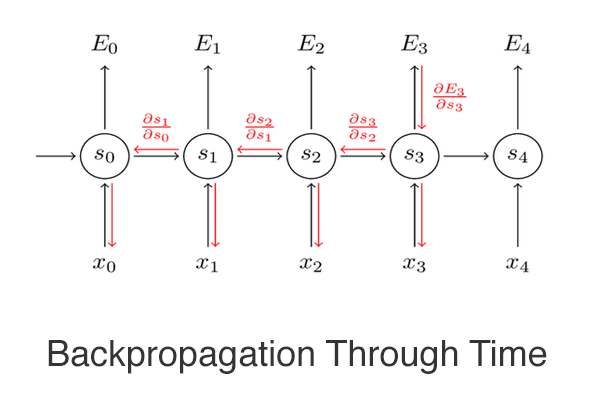 E₀ E₁ E₂ E₃ E₄
∂E₃/∂s₃
∂s₁/∂s₀ ∂s₂/∂s₁ ∂s₃/∂s₂
s₀ s₁ s₂ s₃ s₄
x₀ x₁ x₂ x₃ x₄
Backpropagation Through Time